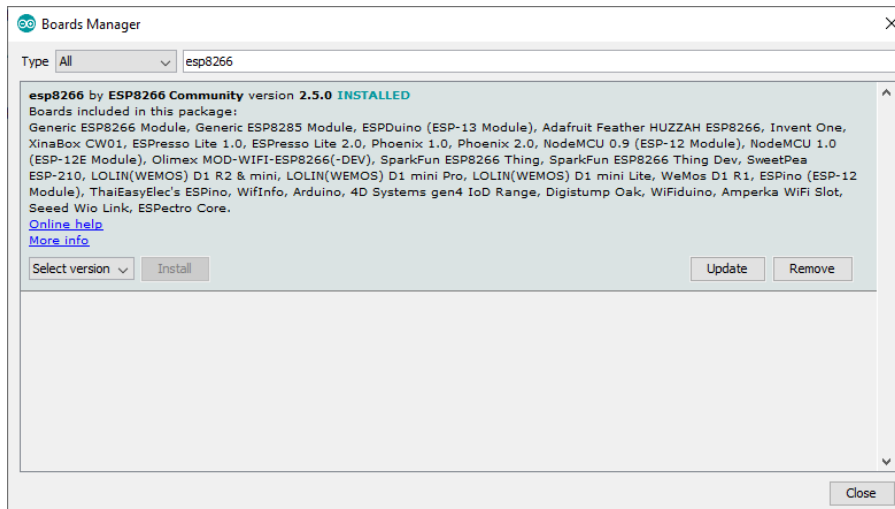 Boards Manager
Type All esp8266
esp8266 by ESP8266 Community version 2.5.0 INSTALLED
Boards included in this package:
Generic ESP8266 Module, Generic ESP8285 Module, ESPDuino (ESP-13 Module), Adafruit Feather HUZZAH ESP8266, Invent One,
XinaBox CW01, ESPresso Lite 1.0, ESPresso Lite 2.0, Phoenix 1.0, Phoenix 2.0, NodeMCU 0.9 (ESP-12 Module), NodeMCU 1.0
(ESP-12E Module), Olimex MOD-WIFI-ESP8266(-DEV), SparkFun ESP8266 Thing, SparkFun ESP8266 Thing Dev, SweetPea
ESP-210, LOLIN(WEMOS) D1 R2 & mini, LOLIN(WEMOS) D1 mini Pro, LOLIN(WEMOS) D1 mini Lite, WeMos D1 R1, ESPino (ESP-12
Module), ThaiEasyElec's ESPino, WifInfo, Arduino, 4D Systems gen4 IoD Range, Digistump Oak, WiFiduino, Amperka WiFi Slot,
Seeed Wio Link, ESPectro Core.
Online help
More info
Select version Install Update Remove
Close